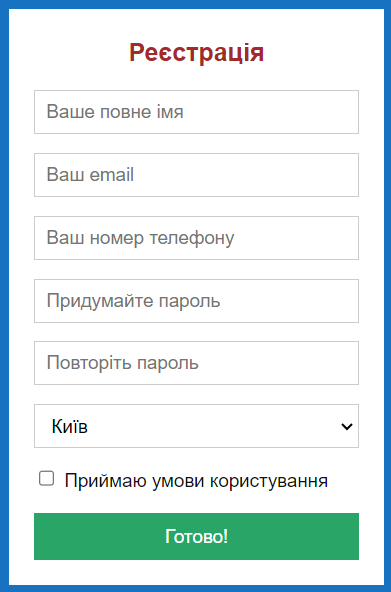 Реєстрація
Ваше повне імя
Ваш email
Ваш номер телефону
Придумайте пароль
Повторіть пароль
Київ
Приймаю умови користування
Готово!